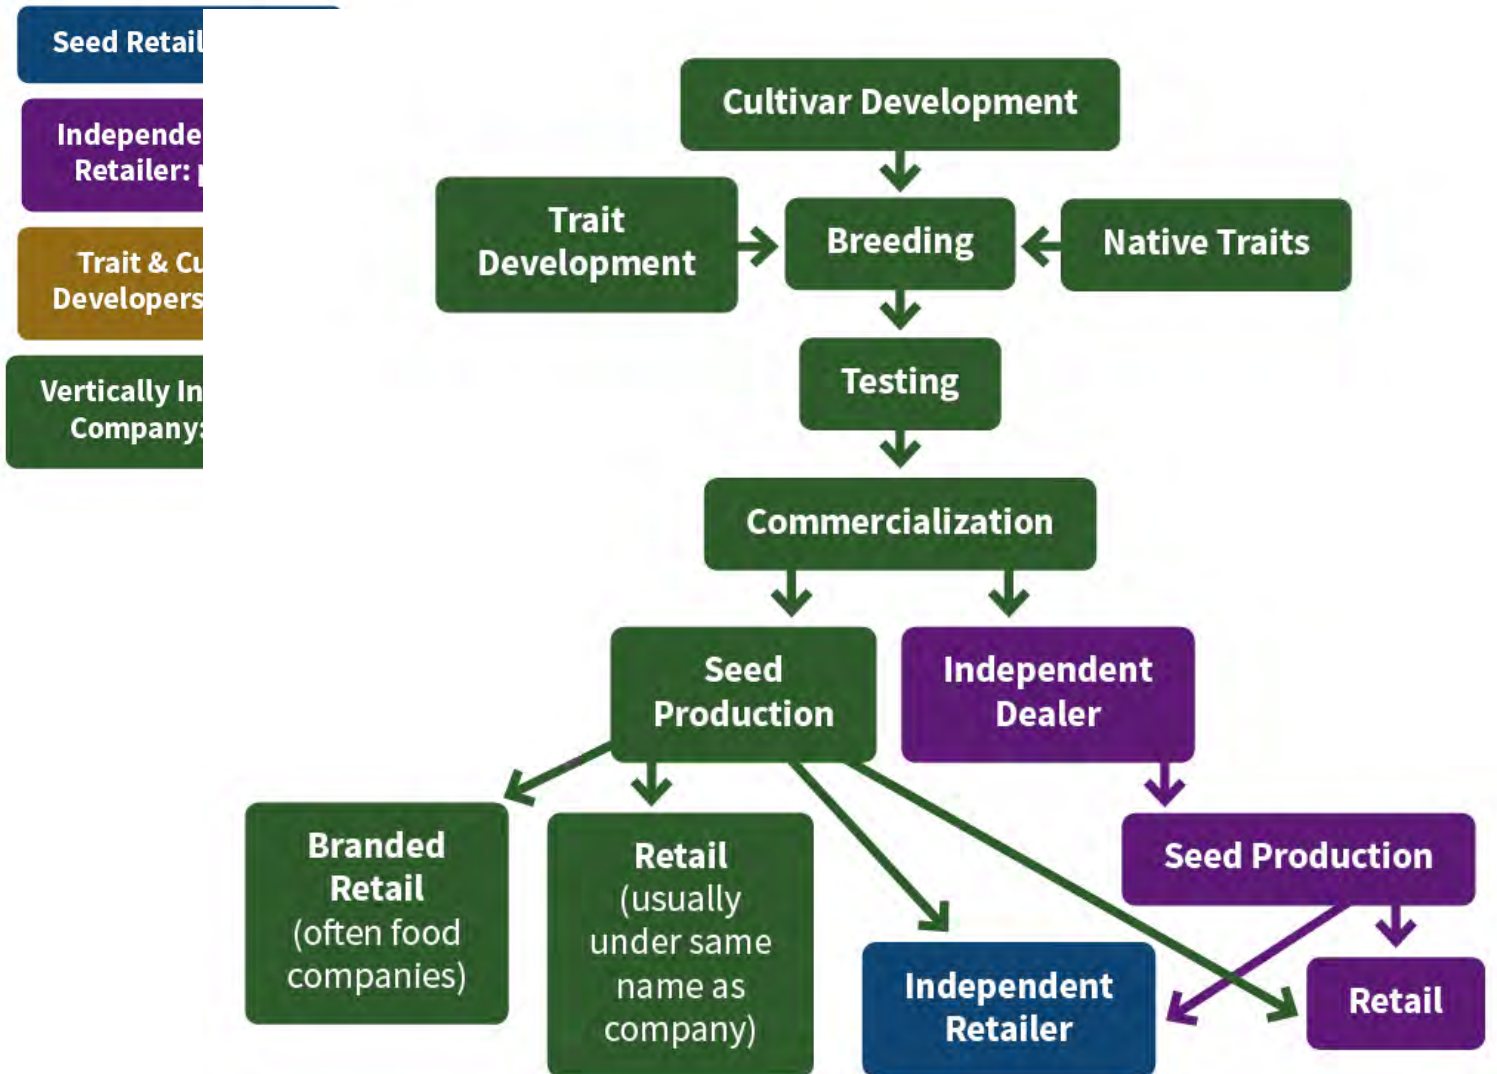 Seed Retail
Independe
Retailer:
Trait & Cu
Developers
Vertically In
Company:
Cultivar Development
Trait
Development
Breeding
Native Traits
Testing
Commercialization
Seed
Production
Independent
Dealer
Branded
Retail
(often food
companies)
Retail
(usually
under same
name as
company)
Seed Production
Independent
Retailer
Retail